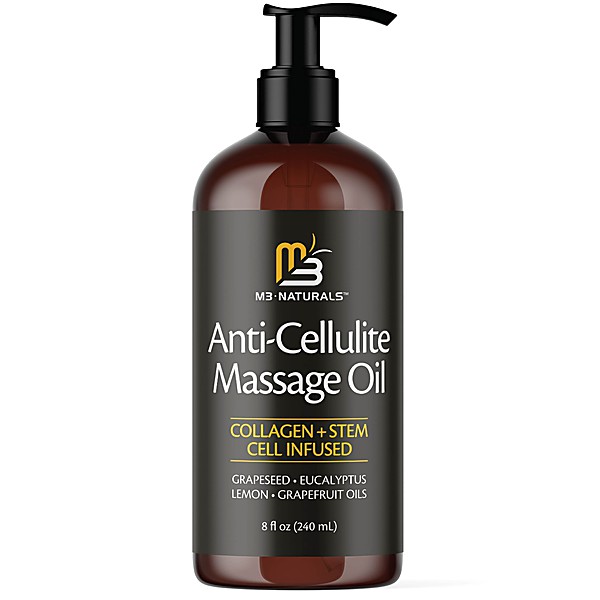 M3
M3·NATURALS™
Anti-Cellulite
Massage Oil
COLLAGEN + STEM
CELL INFUSED
GRAPESEED • EUCALYPTUS
LEMON • GRAPEFRUIT OILS
8 fl oz (240 mL)